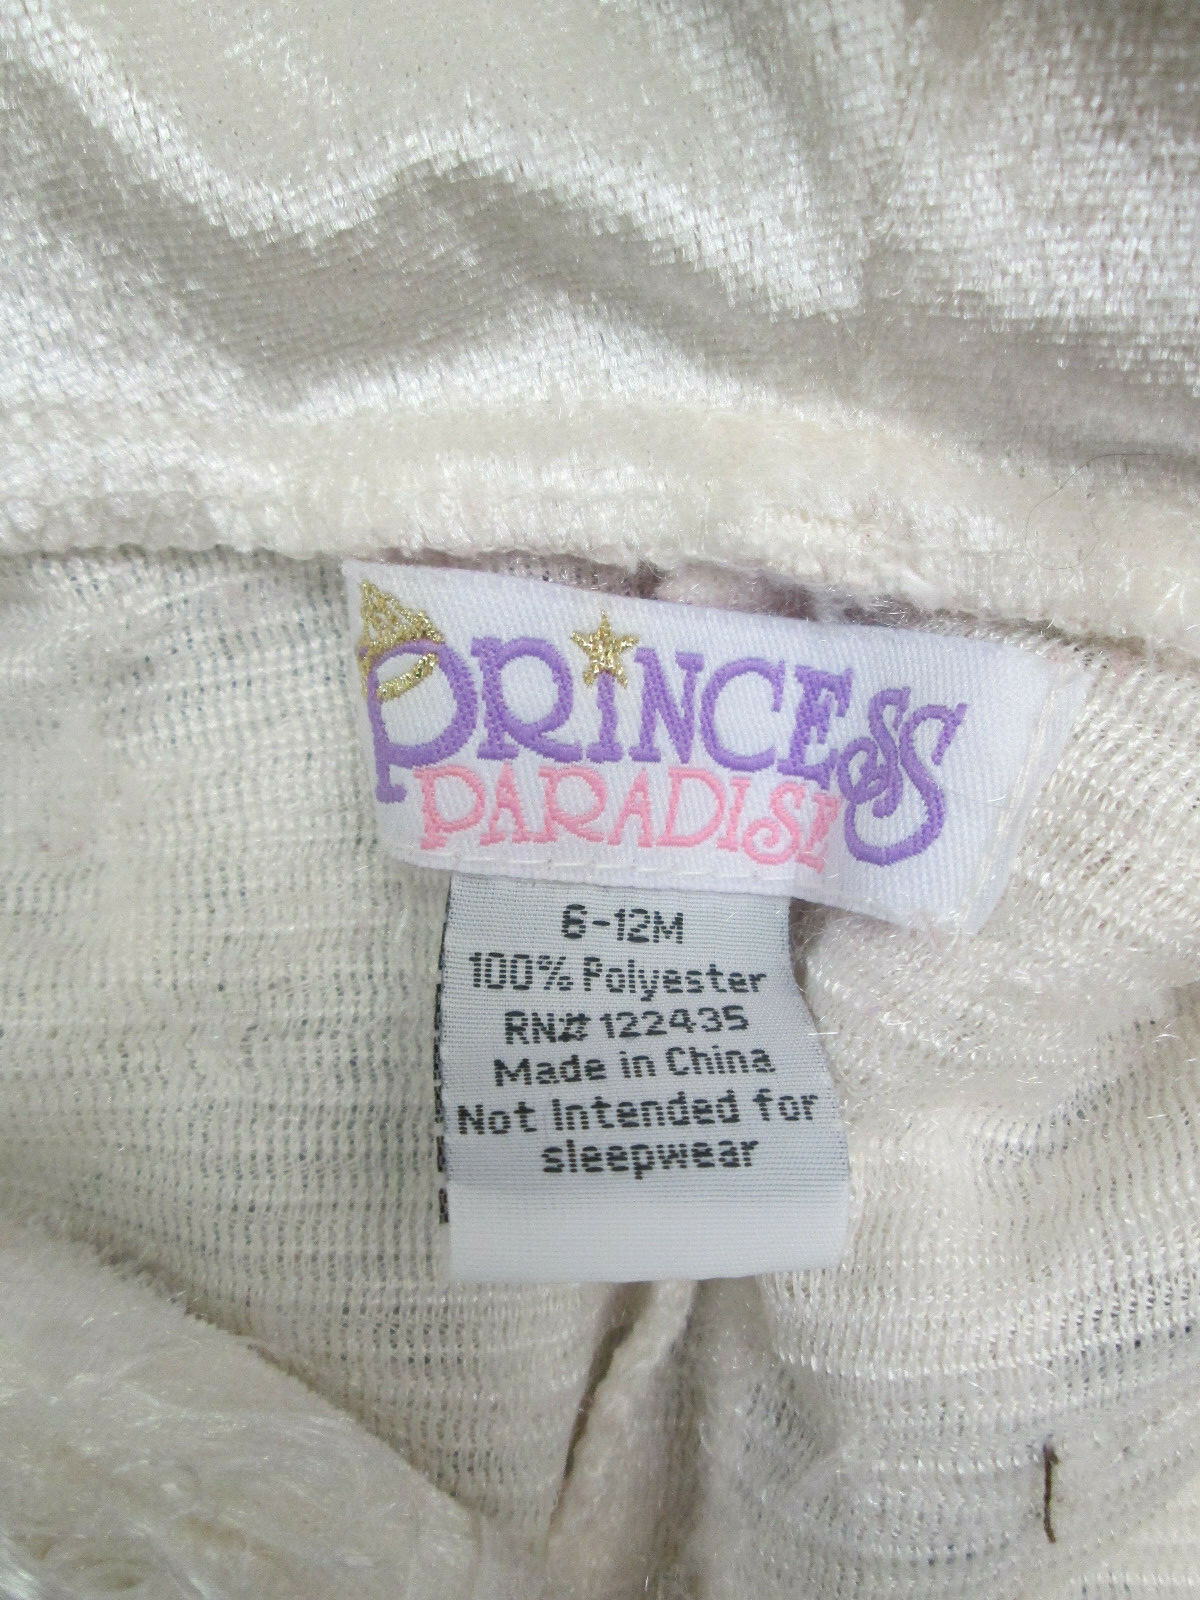 PRiNCESS
PARADISE
6-12M
100% Polyester
RN# 122435
Made in China
Not Intended for
sleepwear